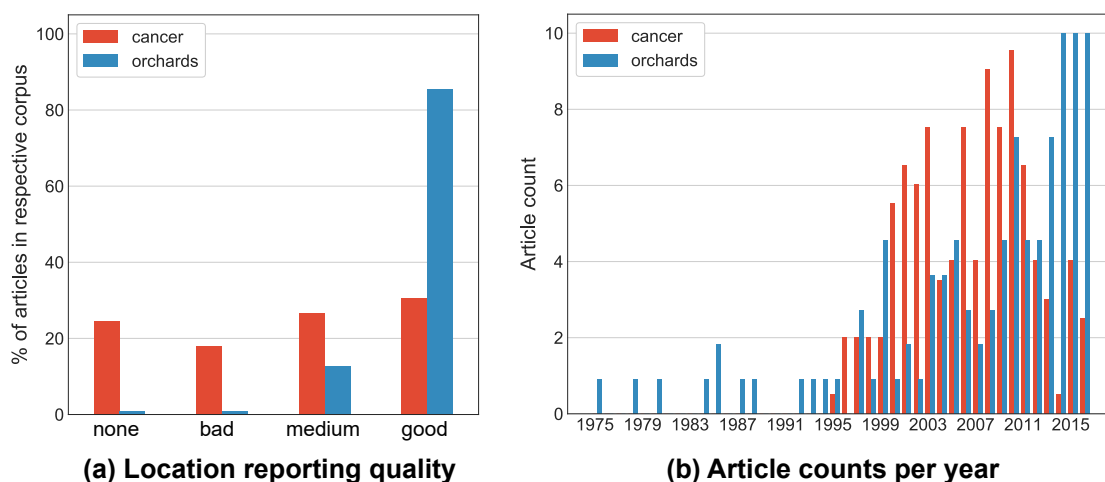 100
80
60
40
20
0
% of articles in respective corpus
cancer
orchards
none bad medium good
(a) Location reporting quality
10
8
6
4
2
0
Article count
cancer
orchards
1975 1979 1983 1987 1991 1995 1999 2003 2007 2011 2015
(b) Article counts per year